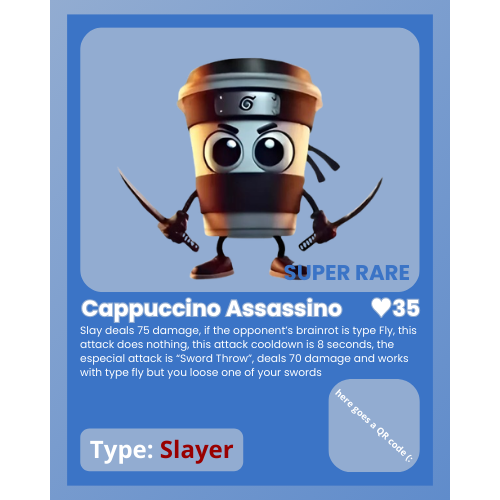 SUPER RARE
Cappuccino Assassino ♥35
Slay deals 75 damage, if the opponent's brainrot is type Fly, this
attack does nothing, this attack cooldown is 8 seconds, the
especial attack is “Sword Throw”, deals 70 damage and works
with type fly but you loose one of your swords
here goes a QR code (:
Type: Slayer